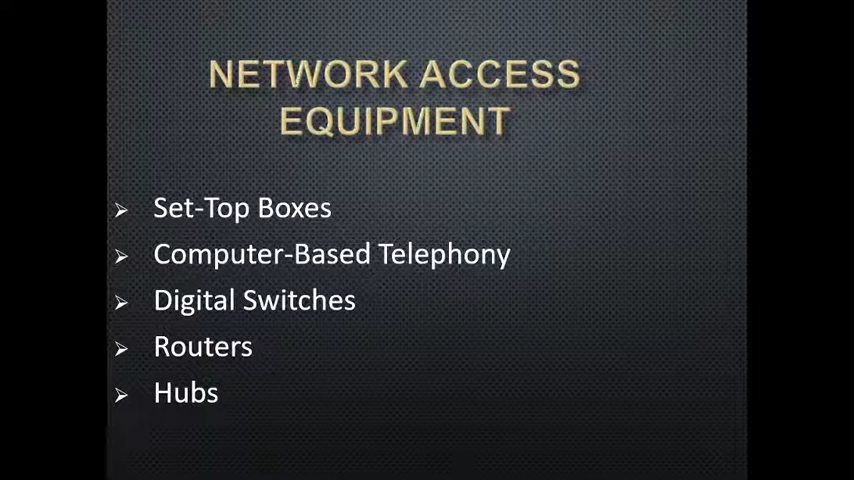 NETWORK ACCESS
EQUIPMENT
Set-Top Boxes
Computer-Based Telephony
Digital Switches
Routers
Hubs